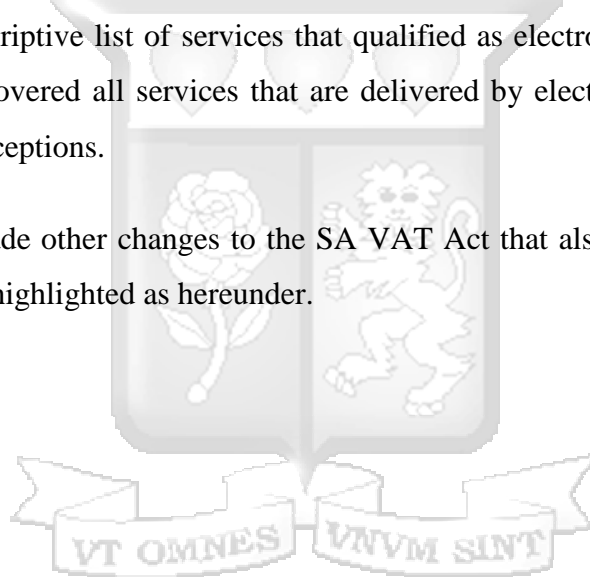 riptive list of services that qualified as electro
overed all services that are delivered by elect
ceptions.
de other changes to the SA VAT Act that als
highlighted as hereunder.
VT OMNES VNVM SINT